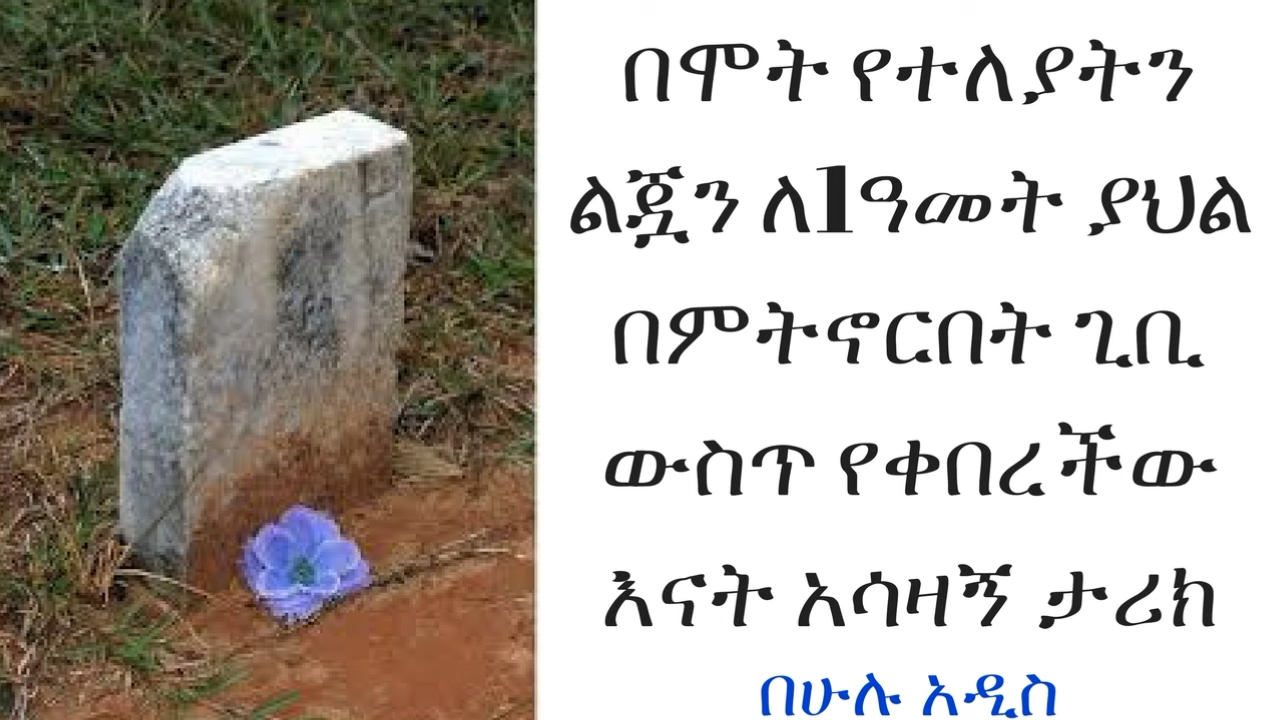 በሞት የተለያትን
ልጇን ለ1ዓመት ያህል
በምትኖርበት ጊቢ
ውስጥ የቀበረችው
እናት አሳዛኝ ታሪክ
በሁሉ አዲስ